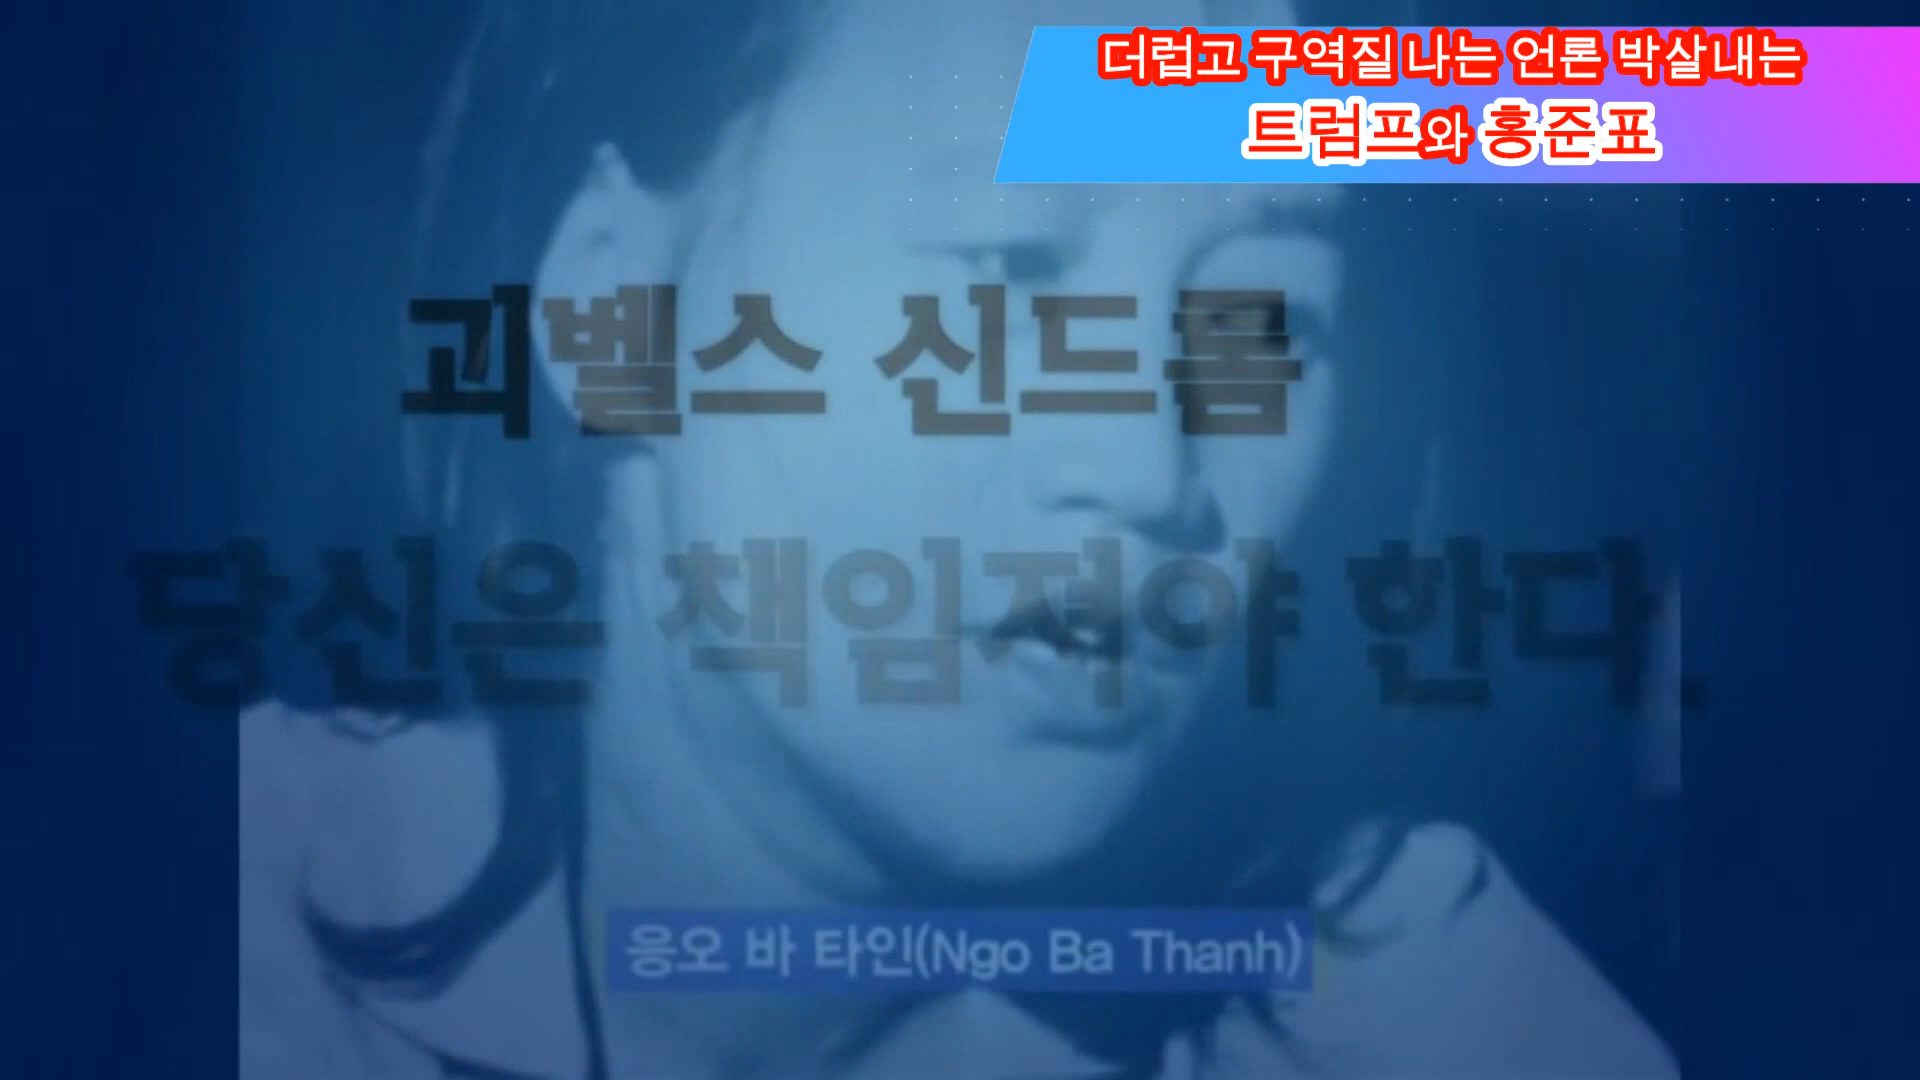 더럽고 구역질 나는 언론 박살내는
트럼프와 홍준표
괴벨스 신드롬
당신은 책임져야 한다.
응오 바 타인(Ngo Ba Thanh)